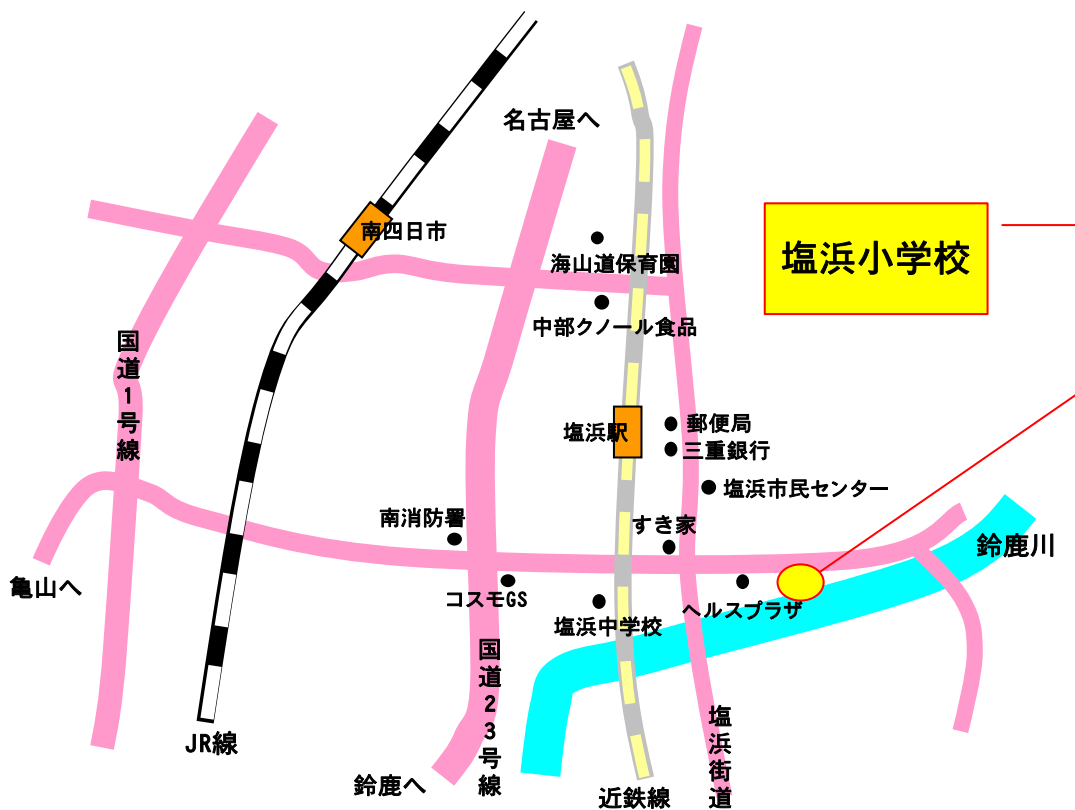 名古屋へ
南四日市
海山道保育園
塩浜小学校
中部クノール食品
国道1号線
塩浜駅
郵便局
三重銀行
塩浜市民センター
南消防署
すき家
鈴鹿川
亀山へ
コスモGS
塩浜中学校
ヘルスプラザ
国道23号線
JR線
塩浜街道
鈴鹿へ
近鉄線